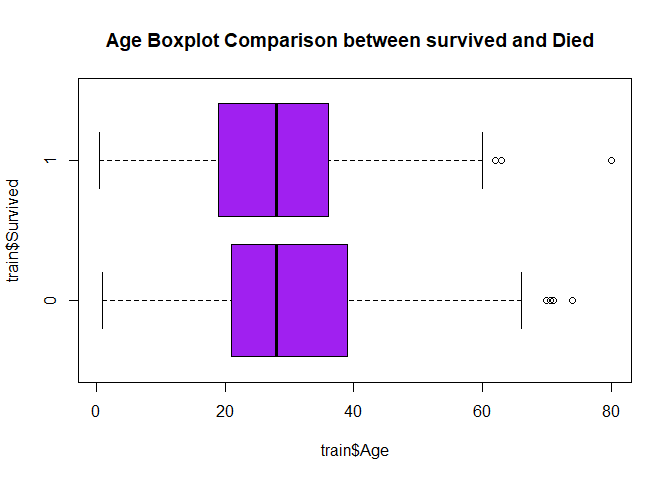 Age Boxplot Comparison between survived and Died
train$Survived
1
0
0 20 40 60 80
train$Age